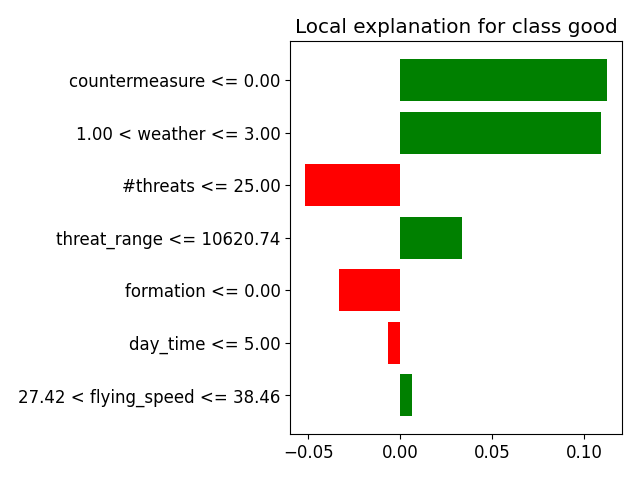 Local explanation for class good
countermeasure <= 0.00
1.00 < weather <= 3.00
#threats <= 25.00
threat_range <= 10620.74
formation <= 0.00
day_time <= 5.00
27.42 < flying_speed <= 38.46
−0.05 0.00 0.05 0.10